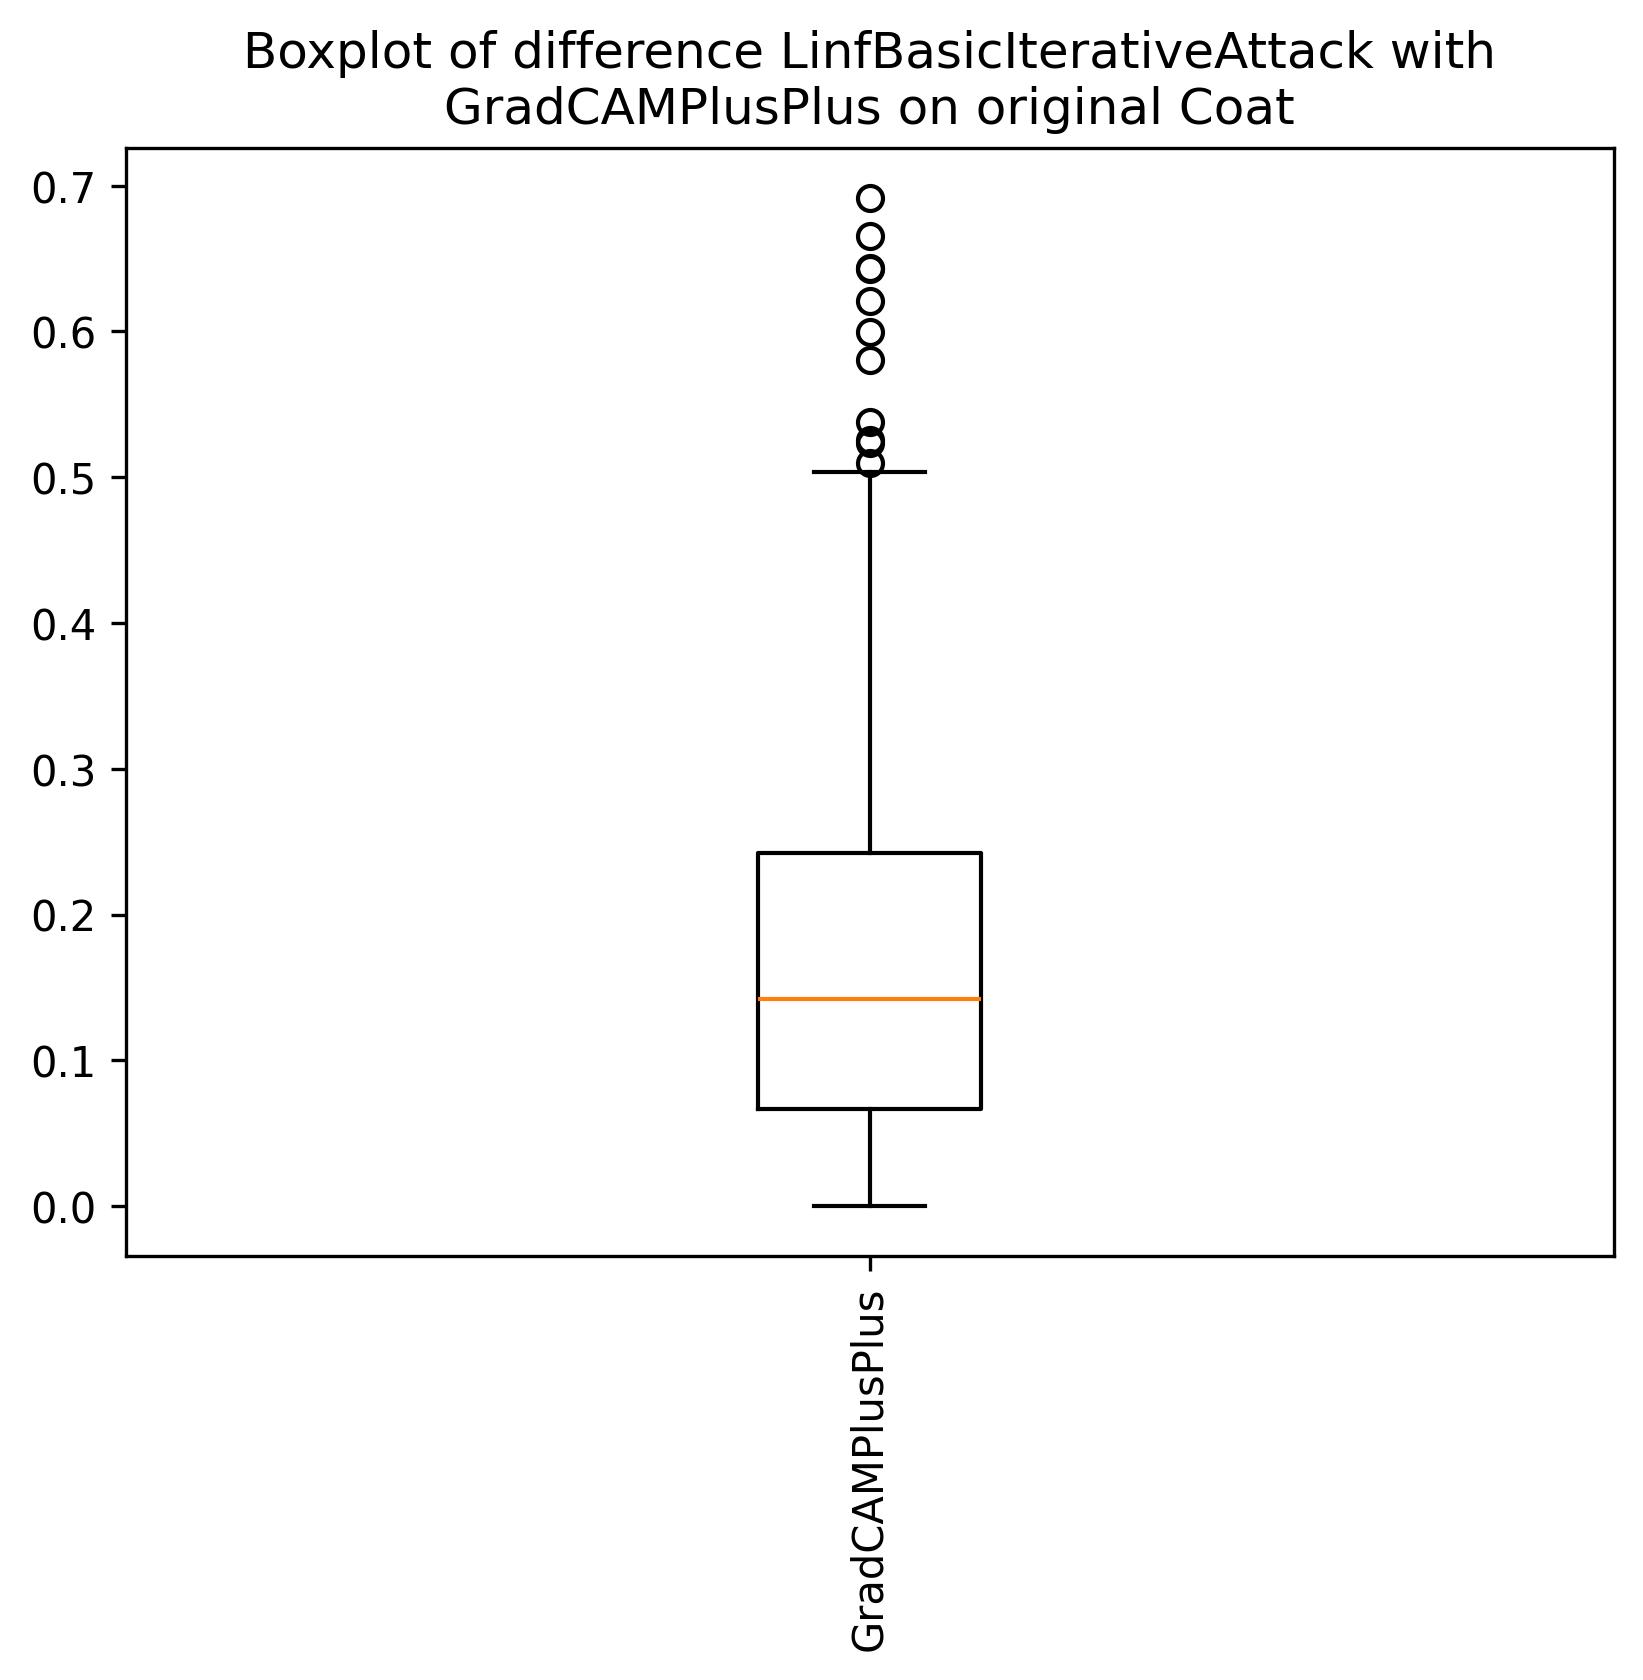 Boxplot of difference LinfBasicIterativeAttack with
GradCAMPlusPlus on original Coat
0.7
0.6
0.5
0.4
0.3
0.2
0.1
0.0
GradCAMPlusPlus